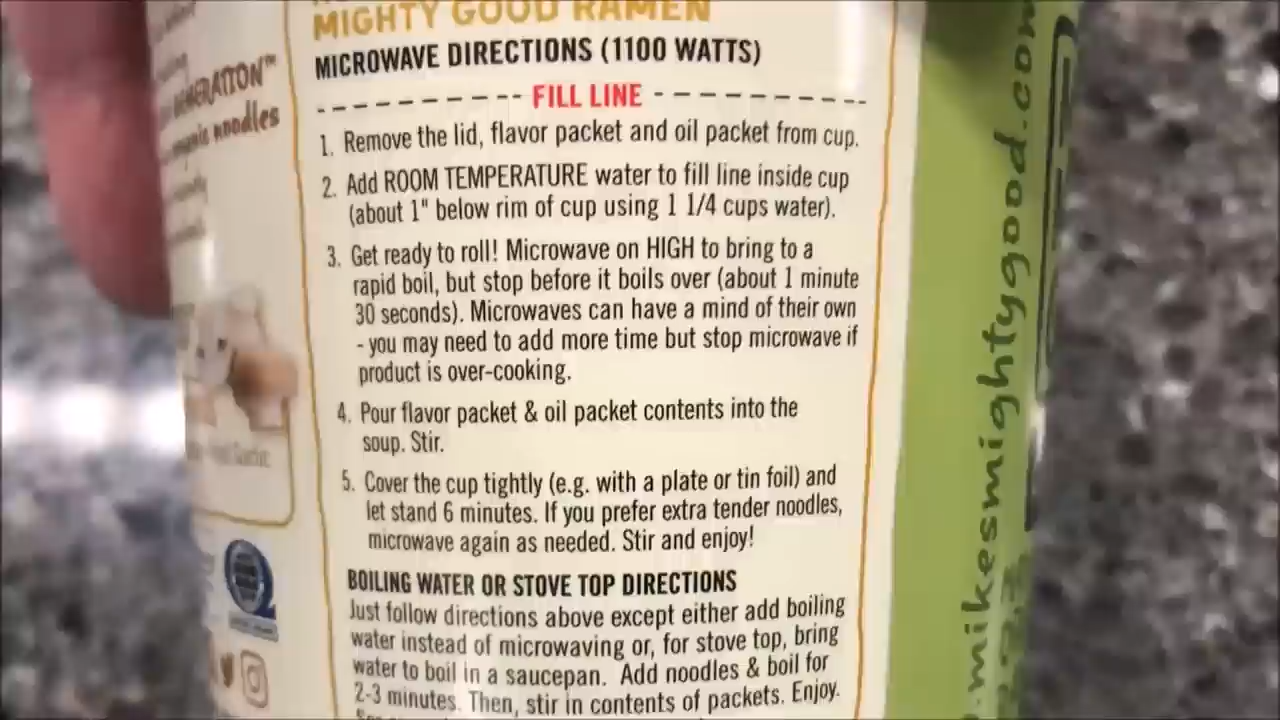 MIGHTY GOOD RAMEN
MICROWAVE DIRECTIONS (1100 WATTS)
FILL LINE
1. Remove the lid, flavor packet and oil packet from cup.
2. Add ROOM TEMPERATURE water to fill line inside cup
(about 1" below rim of cup using 1 1/4 cups water).
3. Get ready to roll! Microwave on HIGH to bring to a
rapid boil, but stop before it boils over (about 1 minute
30 seconds). Microwaves can have a mind of their own
- you may need to add more time but stop microwave if
product is over-cooking.
4. Pour flavor packet & oil packet contents into the
soup. Stir.
5. Cover the cup tightly (e.g. with a plate or tin foil) and
let stand 6 minutes. If you prefer extra tender noodles,
microwave again as needed. Stir and enjoy!
BOILING WATER OR STOVE TOP DIRECTIONS
Just follow directions above except either add boiling
water instead of microwaving or, for stove top, bring
water to boil in a saucepan. Add noodles & boil for
2-3 minutes. Then, stir in contents of packets. Enjoy.
noodles
mikesmightygood.com